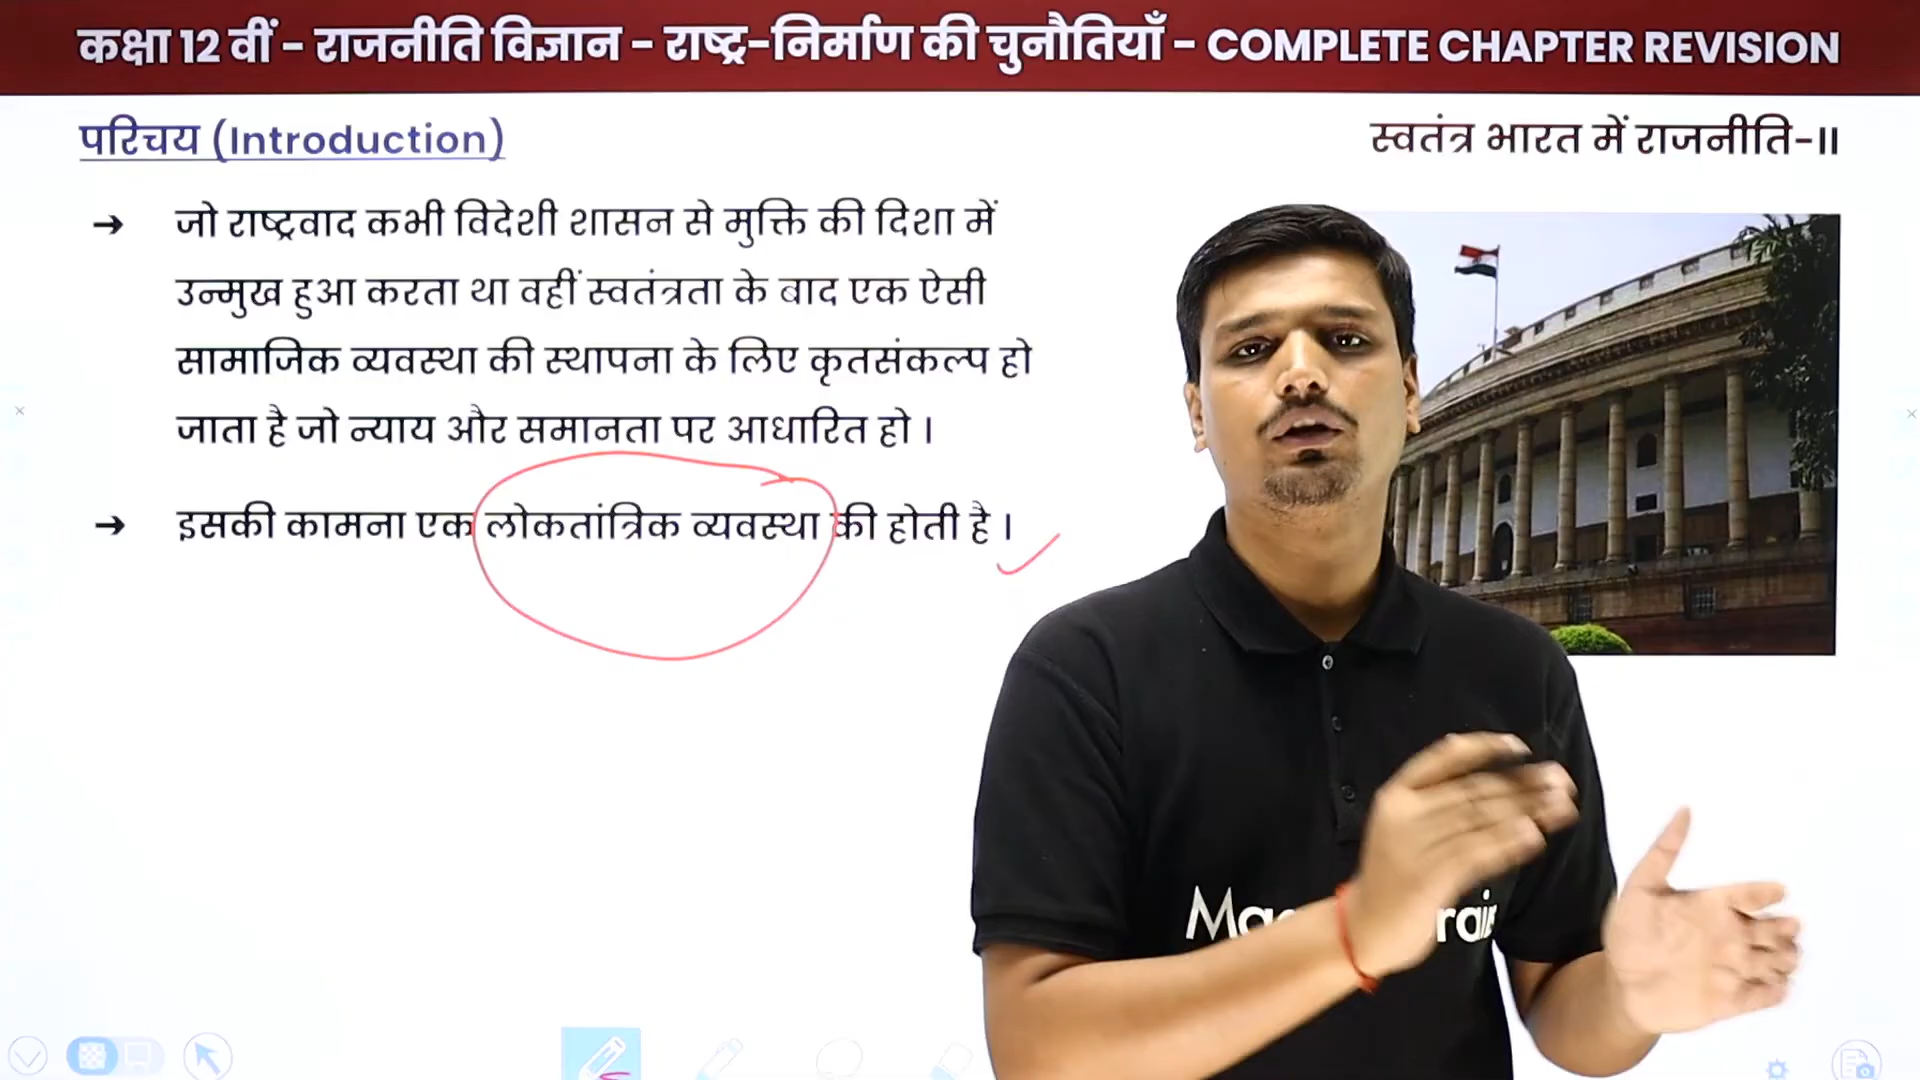 कक्षा 12 वीं - राजनीति विज्ञान - राष्ट्र-निर्माण की चुनौतियाँ - COMPLETE CHAPTER REVISION
परिचय (Introduction)
स्वतंत्र भारत में राजनीति-II
→ जो राष्ट्रवाद कभी विदेशी शासन से मुक्ति की दिशा में
उन्मुख हुआ करता था वहीं स्वतंत्रता के बाद एक ऐसी
सामाजिक व्यवस्था की स्थापना के लिए कृतसंकल्प हो
जाता है जो न्याय और समानता पर आधारित हो ।
→ इसकी कामना एक लोकतांत्रिक व्यवस्था की होती है ।